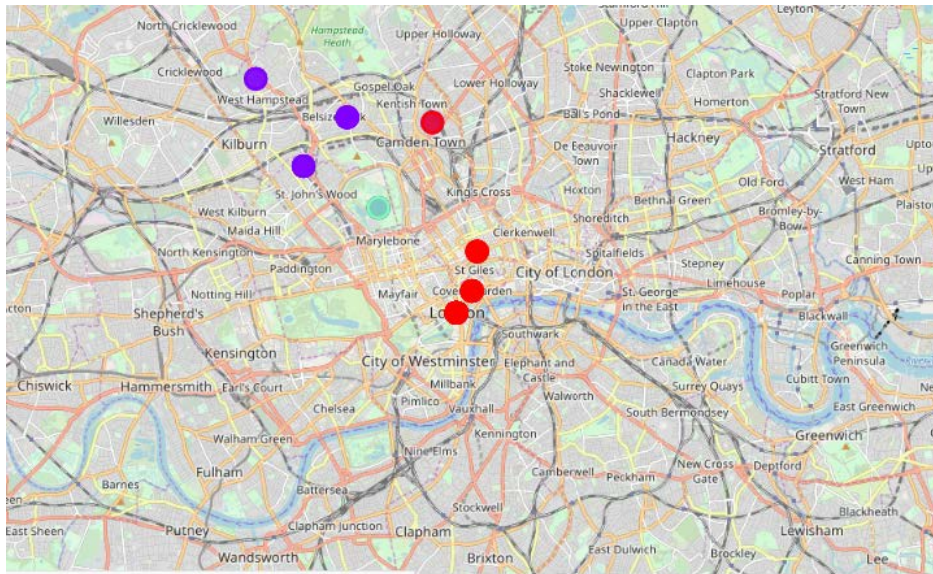 North Cricklewood
Hampstead
Heath
Upper Holloway
Upper Clapton
Leyton
Cricklewood
Gospel Oak
Stoke Newington
Lower Holloway
Clapton Park
West Hampstead
Kentish Town
Shacklewell
Homerton
Stratford New
Town
Willesden
Ball's Pond
Kilburn
Camden Town
Hackney
Stratford
De Beauvoir
Town
St. John's Wood
King's Cross
Hoxton
Old Ford
West Ham
West Kilburn
Bethnal Green
Bromley-by-
Bow
Plaistow
Maida Hill
Shoreditch
Marylebone
Clerkenwell
North Kensington
Spitalfields
Paddington
St Giles
City of London
Stepney
Canning Town
Notting Hill
Mayfair
St. George
in the East
Limehouse
Poplar
Shepherd's
Bush
Blackwall
Southwark
Kensington
City of Westminster
Elephant and
Castle
Canada Water
Greenwich
Peninsula
Chiswick
Hammersmith
Earl's Court
Millbank
Surrey Quays
Cubitt Town
Pimlico
Walworth
Chelsea
Vauxhall
South Bermondsey
East Greenwich
Walham Green
Kennington
Greenwich
Nine Elms
Fulham
Camberwell
New Cross
Gate
Deptford
Barnes
Battersea
Peckham
Stockwell
Blackheath
East Sheen
Putney
Clapham Junction
Clapham
Lewisham
Wandsworth
Brixton
East Dulwich
Brockley
Lee